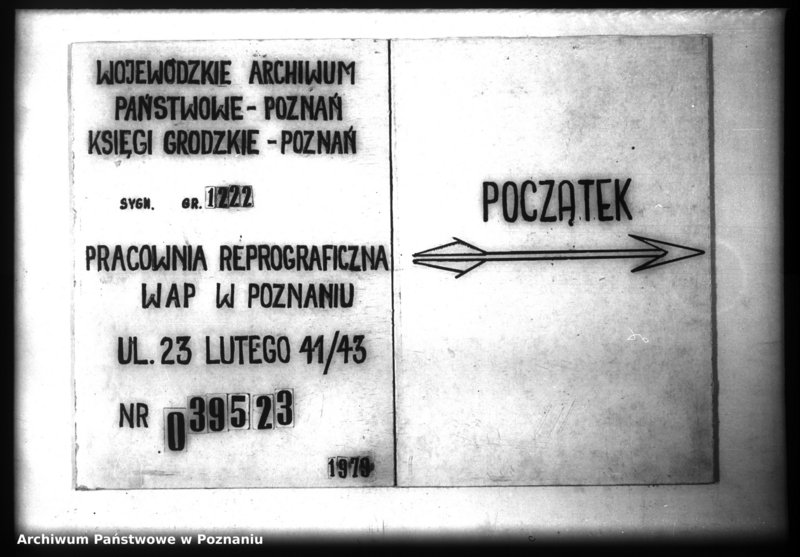 WOJEWÓDZKIE ARCHIWUM
PAŃSTWOWE - POZNAŃ
KSIĘGI GRODZKIE - POZNAŃ
SYGN. GR. 1222
PRACOWNIA REPROGRAFICZNA
WAP W POZNANIU
UL. 23 LUTEGO 41/43
NR 039523
1979
POCZĄTEK
Archiwum Państwowe w Poznaniu